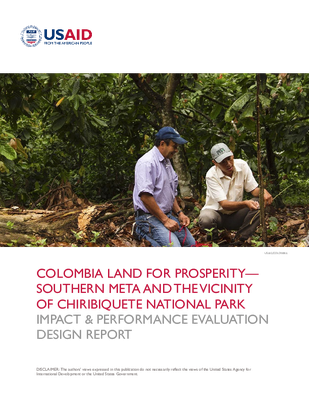 USAID
FROM THE AMERICAN PEOPLE
COLOMBIA LAND FOR PROSPERITY—
SOUTHERN META AND THE VICINITY
OF CHIRIBIQUETE NATIONAL PARK
IMPACT & PERFORMANCE EVALUATION
DESIGN REPORT
DISCLAIMER: The authors' views expressed in this publication do not necessarily reflect the views of the United States Agency for
International Development or the United States Government